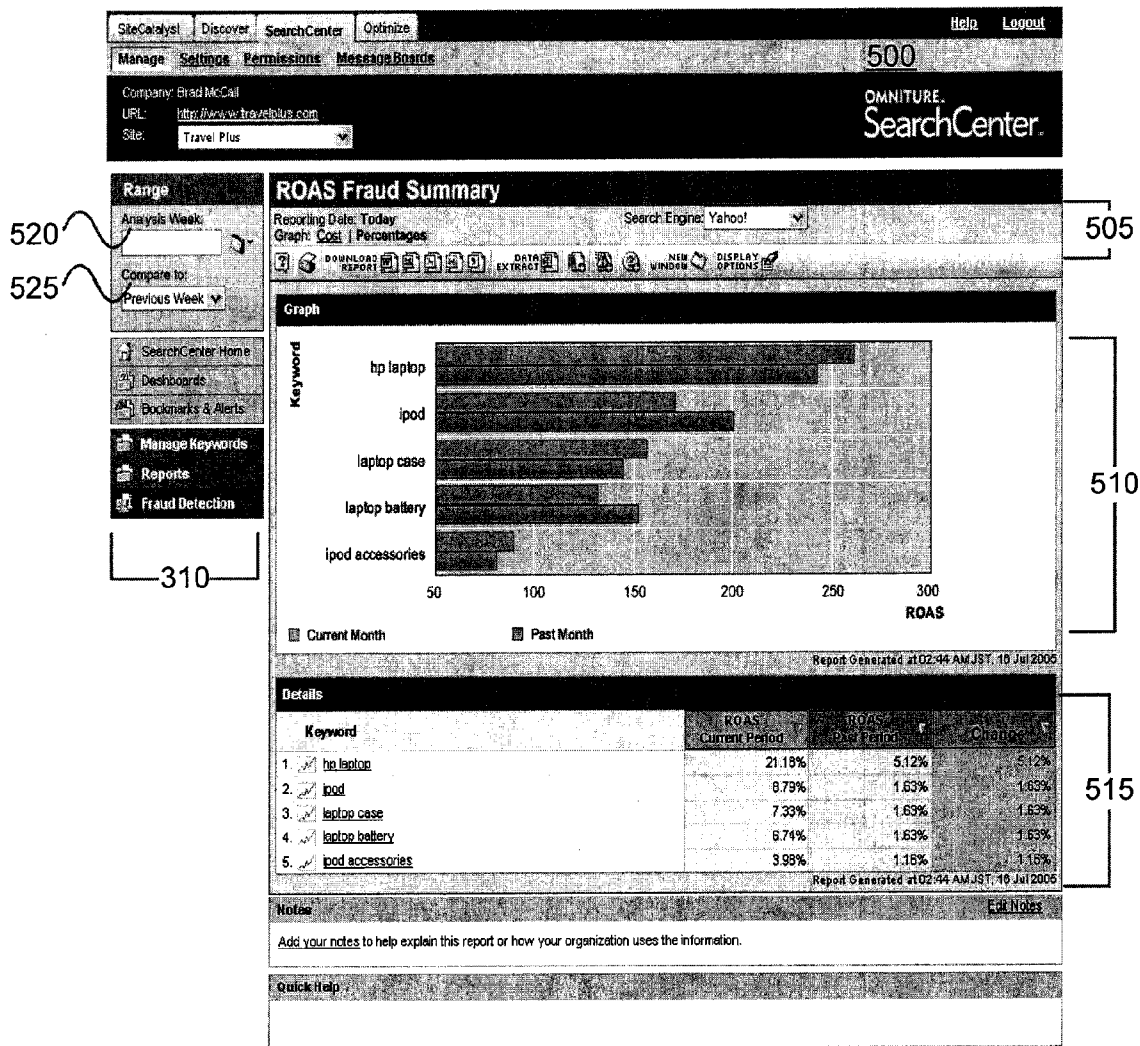 SiteCatalyst Discover SearchCenter Optimize Help Logout
Manage Settings Permissions Message Boards 500
Company: Brad McCall
URL: http://www.travelplus.com
Site: Travel Plus
OMNITURE.
SearchCenter.
Range
Analysis Week:
520
Compare to:
525
Previous Week
SearchCenter Home
Dashboards
Bookmarks & Alerts
Manage Keywords
Reports
Fraud Detection
310
ROAS Fraud Summary
Reporting Date: Today Search Engine: Yahoo!
Graph: Cost | Percentages
505
DOWNLOAD REPORT DATA EXTRACT NEW WINDOW DISPLAY OPTIONS
Graph
Keyword
hp laptop
ipod
laptop case
laptop battery
ipod accessories
510
50 100 150 200 250 300
ROAS
Current Month Past Month
Report Generated at 02:44 AM JST, 16 Jul 2005
Details
Keyword ROAS Current Period ROAS Past Period Change
1. hp laptop 21.18% 5.12% 5.12%
2. ipod 8.79% 1.63% 1.63%
3. laptop case 7.33% 1.63% 1.63%
4. laptop battery 6.74% 1.63% 1.63%
5. ipod accessories 3.98% 1.16% 1.16%
515
Report Generated at 02:44 AM JST, 16 Jul 2005
Notes Edit Notes
Add your notes to help explain this report or how your organization uses the information.
Quick Help